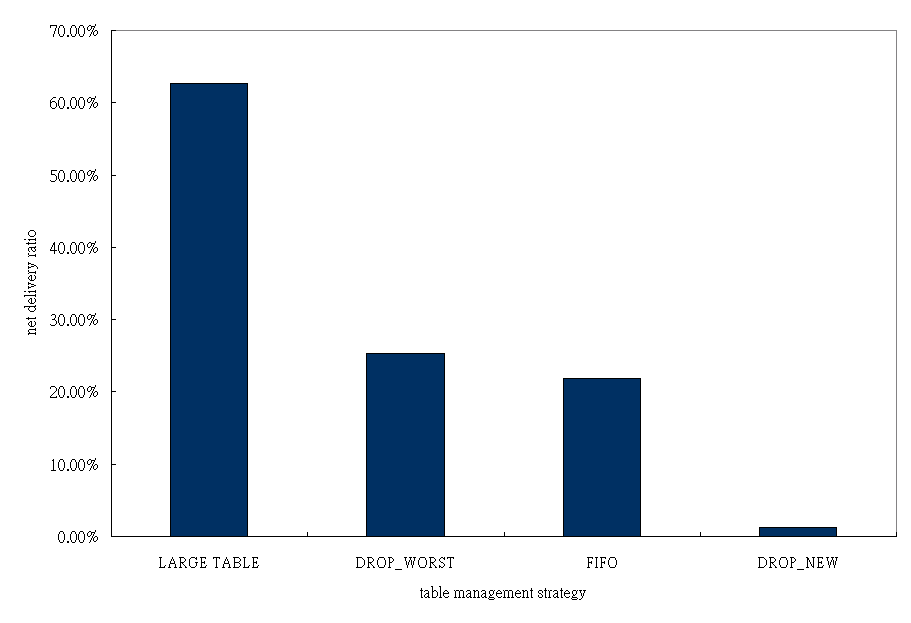 70.00%
60.00%
50.00%
40.00%
30.00%
20.00%
10.00%
0.00%
net delivery ratio
LARGE TABLE DROP_WORST FIFO DROP_NEW
table management strategy